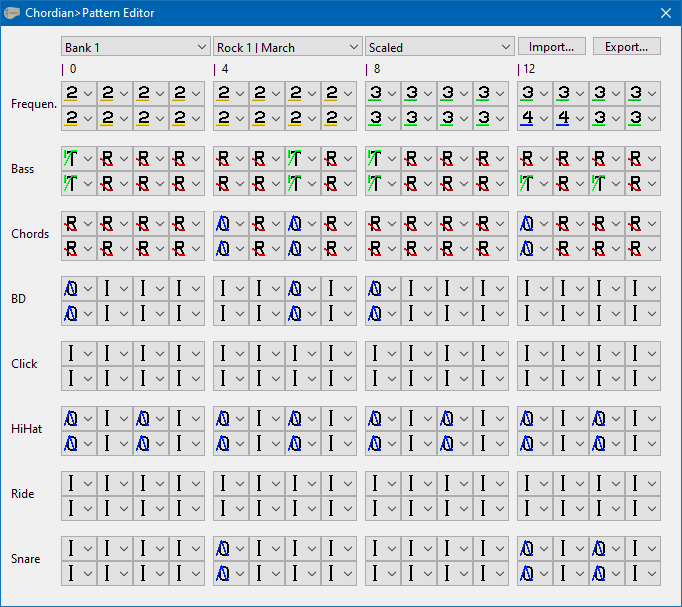 Chordian>Pattern Editor
Bank 1 Rock 1 | March Scaled Import... Export...
| 0 | 4 | 8 | 12
Frequen.
2 2 2 2 2 2 2 2 3 3 3 3 3 3 3 3
2 2 2 2 2 2 2 2 3 3 3 3 4 4 3 3
Bass
T R R R R R T R T R R R R R R R
T R R R R R T R T R R R T R T R
Chords
R R R R 0 R 0 R R R R R 0 R R R
R R R R 0 R 0 R R R R R 0 R R R
BD
0 I I I I I 0 I 0 I I I I I I I
0 I I I I I 0 I 0 I I I I I I I
Click
I I I I I I I I I I I I I I I I
I I I I I I I I I I I I I I I I
HiHat
0 I 0 I 0 I 0 I 0 I 0 I 0 I 0 I
0 I 0 I 0 I 0 I 0 I 0 I 0 I 0 I
Ride
I I I I I I I I I I I I I I I I
I I I I I I I I I I I I I I I I
Snare
I I I I 0 I I I I I I I 0 I 0 I
I I I I 0 I I I I I I I 0 I 0 I